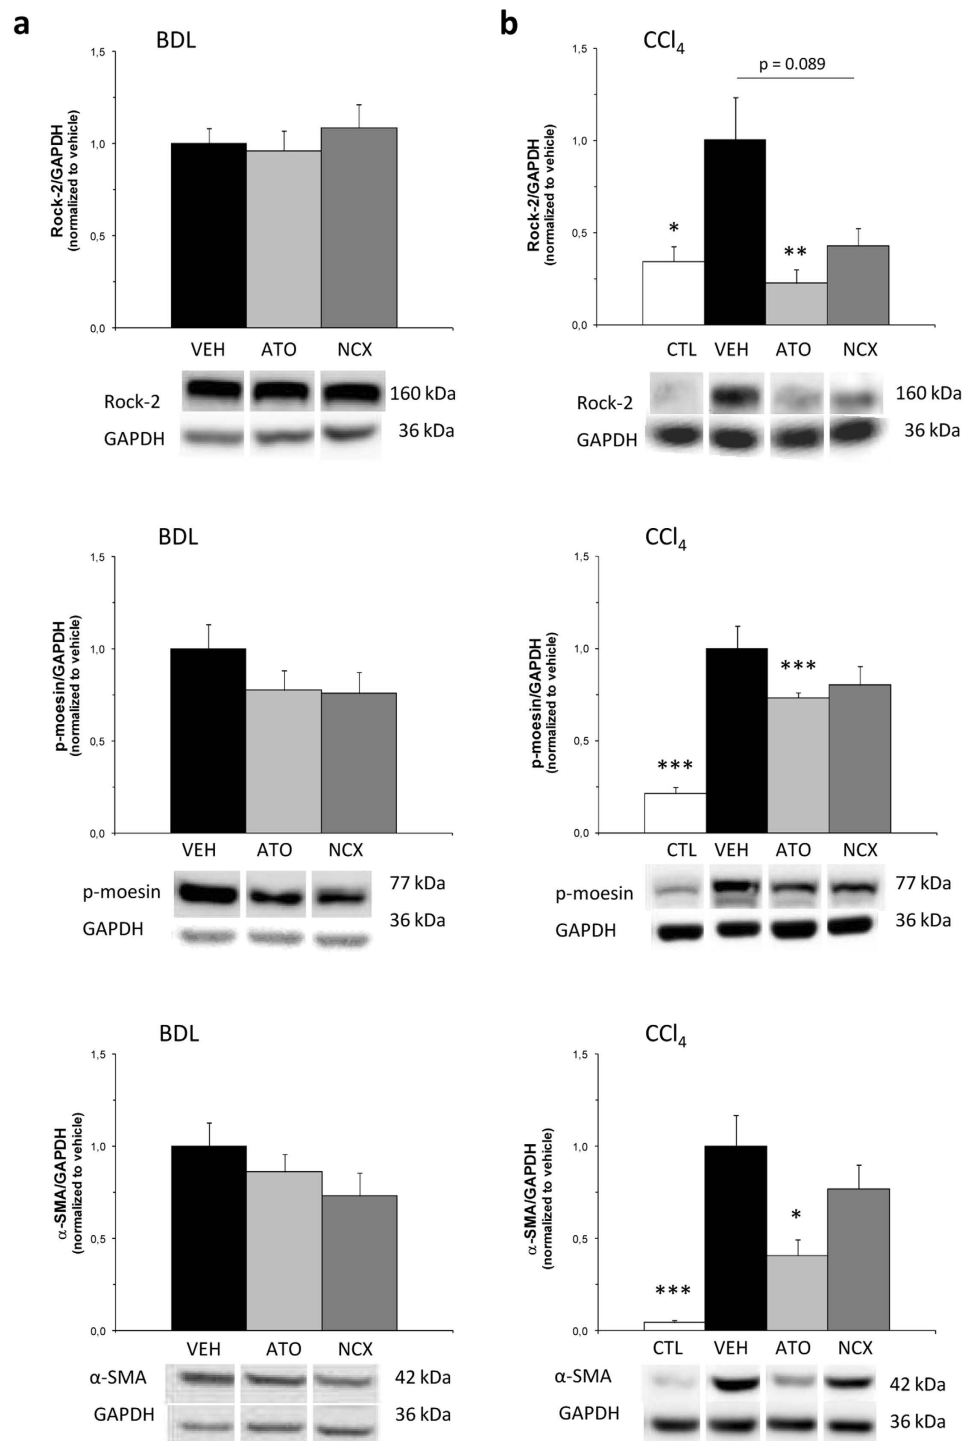 a
BDL
1,5
1,0
0,5
0,0
Rock-2/GAPDH
(normalized to vehicle)
VEH ATO NCX
Rock-2 160 kDa
GAPDH 36 kDa
b
CCl₄
p = 0.089
1,5
1,0
0,5
0,0
Rock-2/GAPDH
(normalized to vehicle)
*
**
CTL VEH ATO NCX
Rock-2 160 kDa
GAPDH 36 kDa
BDL
1,5
1,0
0,5
0,0
p-moesin/GAPDH
(normalized to vehicle)
VEH ATO NCX
p-moesin 77 kDa
GAPDH 36 kDa
CCl₄
1,5
1,0
0,5
0,0
p-moesin/GAPDH
(normalized to vehicle)
***
***
CTL VEH ATO NCX
p-moesin 77 kDa
GAPDH 36 kDa
BDL
1,5
1,0
0,5
0,0
α-SMA/GAPDH
(normalized to vehicle)
VEH ATO NCX
α-SMA 42 kDa
GAPDH 36 kDa
CCl₄
1,5
1,0
0,5
0,0
α-SMA/GAPDH
(normalized to vehicle)
***
*
CTL VEH ATO NCX
α-SMA 42 kDa
GAPDH 36 kDa